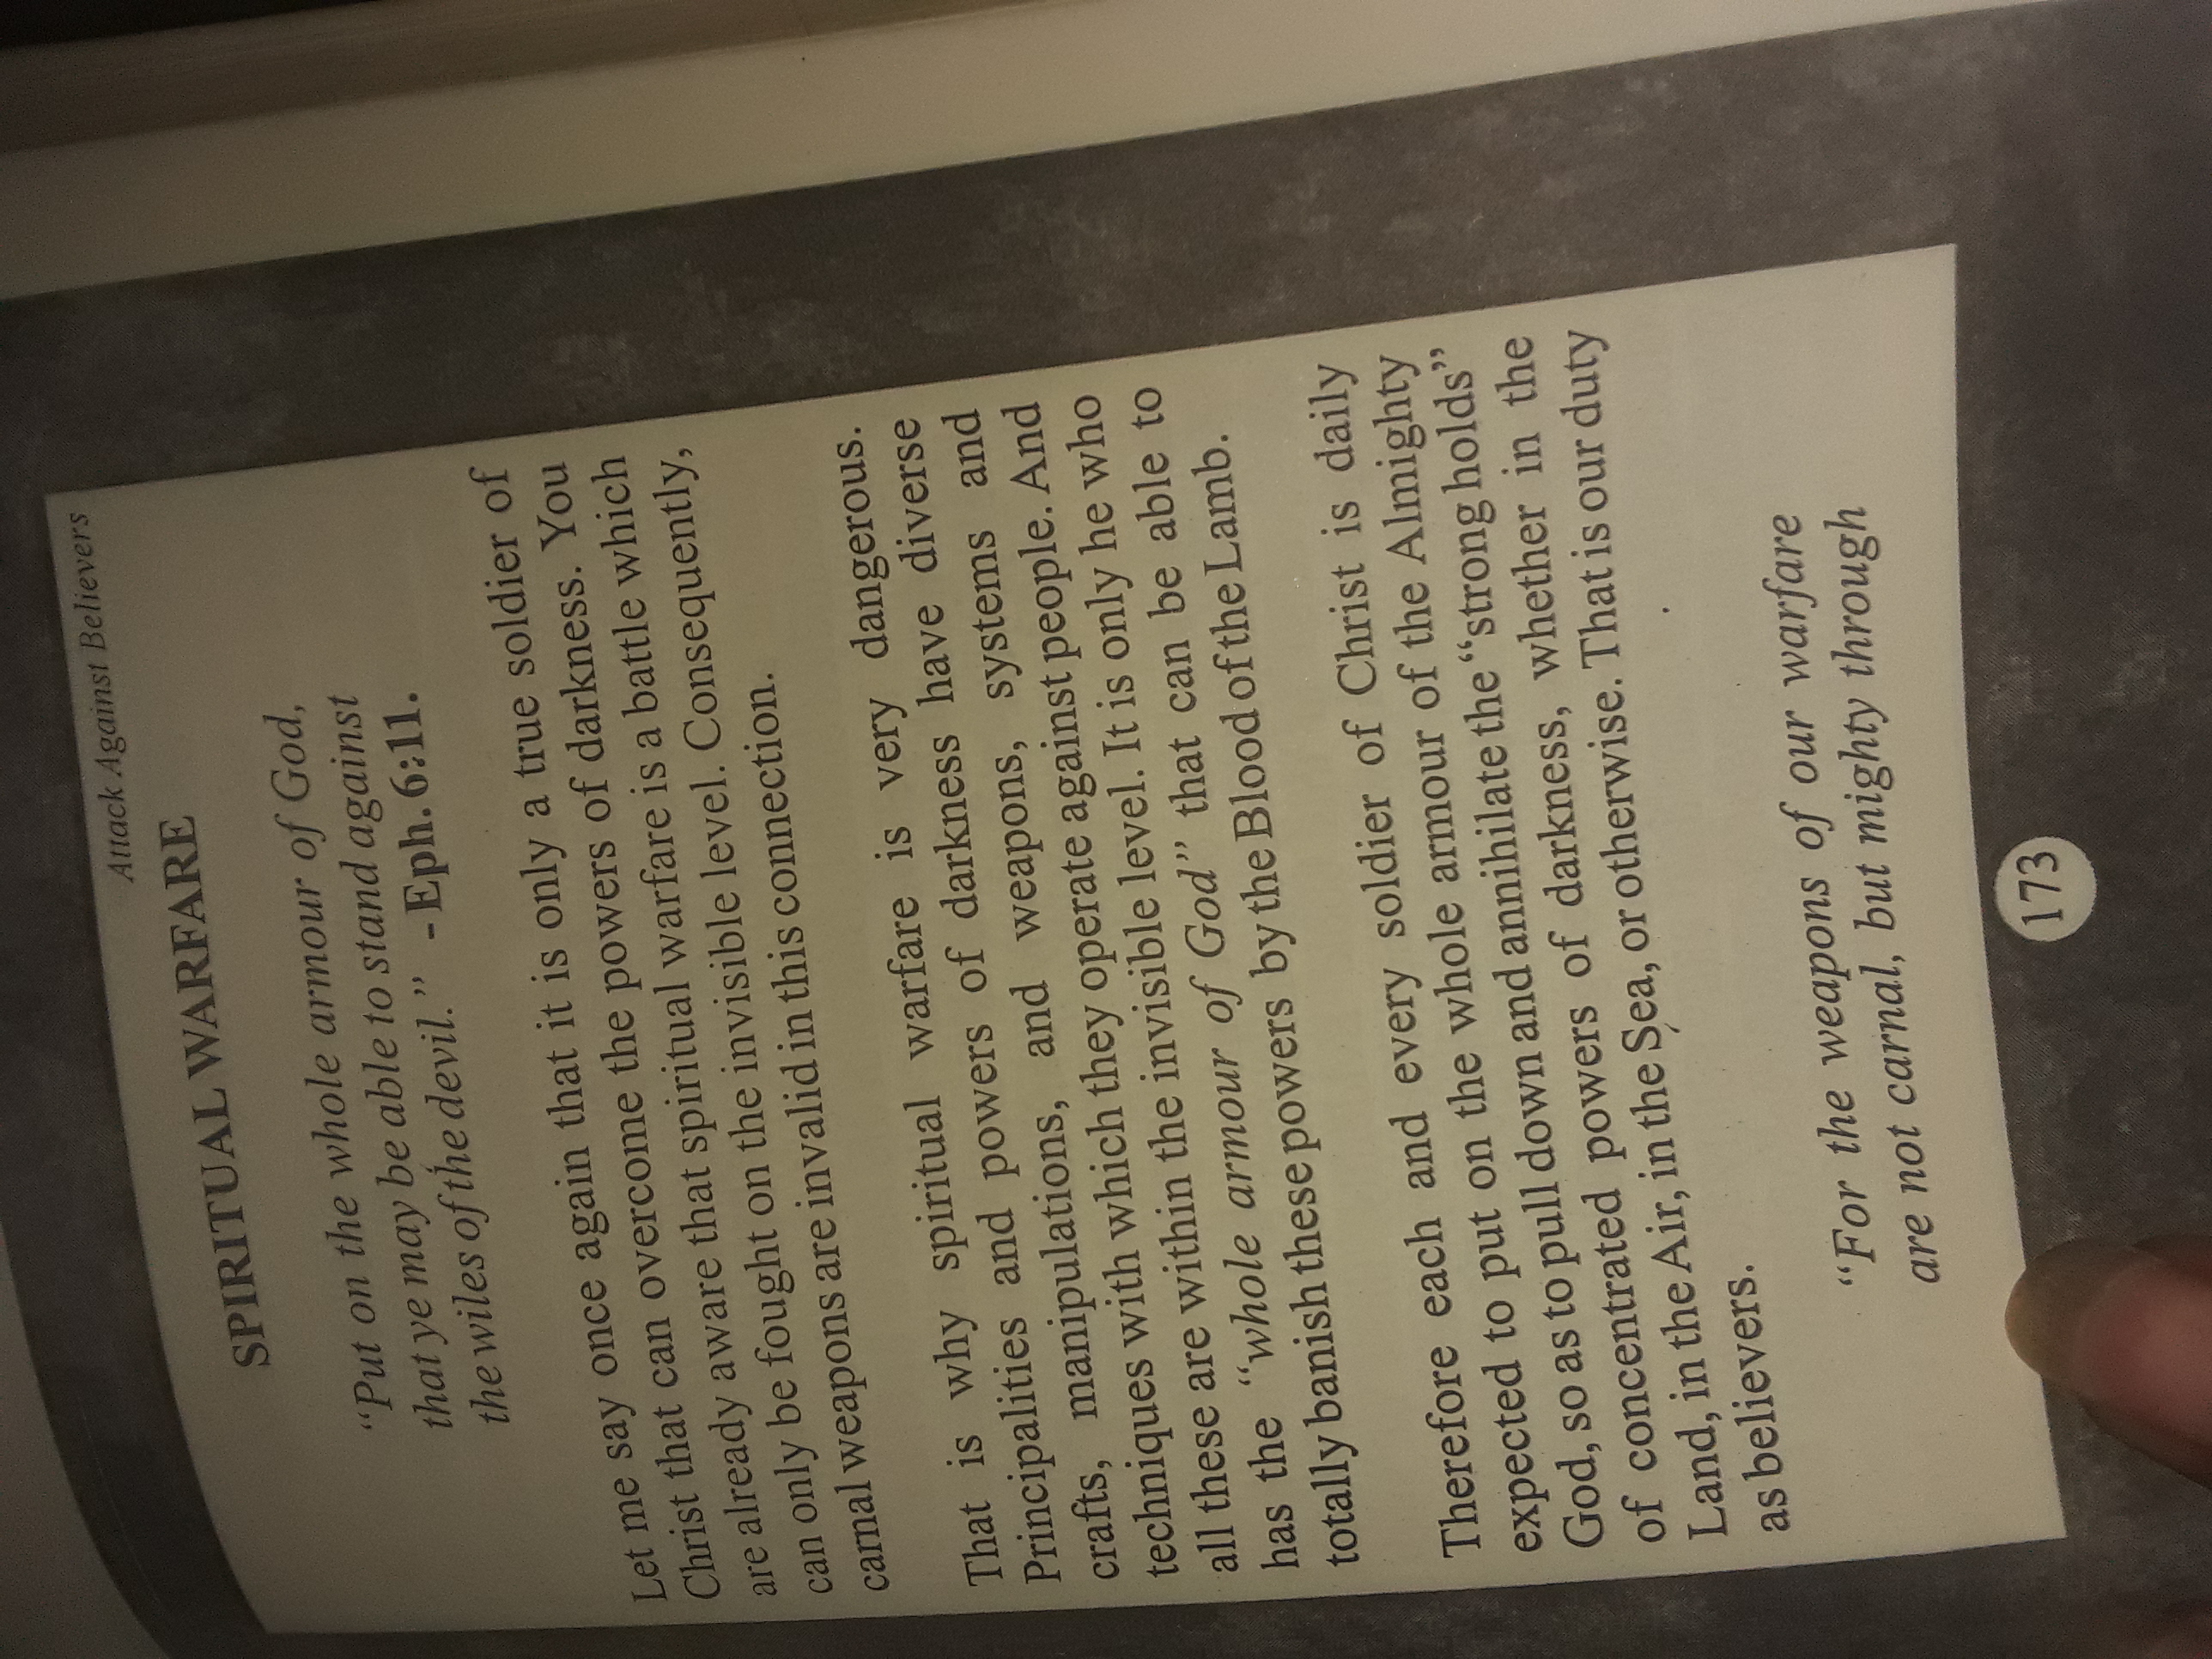 Attack Against Believers
SPIRITUAL WARFARE
“Put on the whole armour of God,
that ye may be able to stand against
the wiles of the devil.” - Eph. 6:11.
Let me say once again that it is only a true soldier of
Christ that can overcome the powers of darkness. You
are already aware that spiritual warfare is a battle which
can only be fought on the invisible level. Consequently,
carnal weapons are invalid in this connection.
That is why spiritual warfare is very dangerous.
Principalities and powers of darkness have diverse
crafts, manipulations, and weapons, systems and
techniques with which they operate against people. And
all these are within the invisible level. It is only he who
has the “whole armour of God” that can be able to
totally banish these powers by the Blood of the Lamb.
Therefore each and every soldier of Christ is daily
expected to put on the whole armour of the Almighty
God, so as to pull down and annihilate the “strong holds”
of concentrated powers of darkness, whether in the
Land, in the Air, in the Sea, or otherwise. That is our duty
as believers.
“For the weapons of our warfare
are not carnal, but mighty through
173